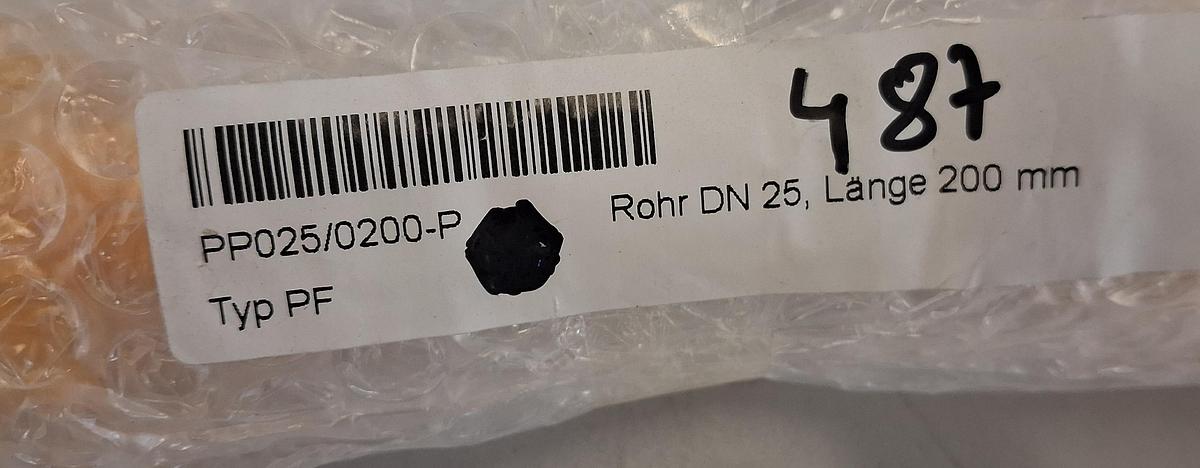 487
PP025/0200-P
Rohr DN 25, Länge 200 mm
Typ PF